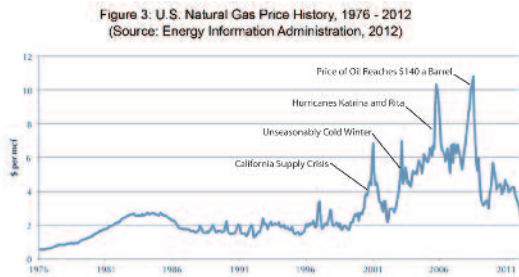 Figure 3: U.S. Natural Gas Price History, 1976 - 2012
(Source: Energy Information Administration, 2012)
12
Price of Oil Reaches $140 a Barrel
10
Hurricanes Katrina and Rita
8
Unseasonably Cold Winter
6
California Supply Crisis
$ per mcf
4
2
0
1976 1981 1986 1991 1996 2001 2006 2011